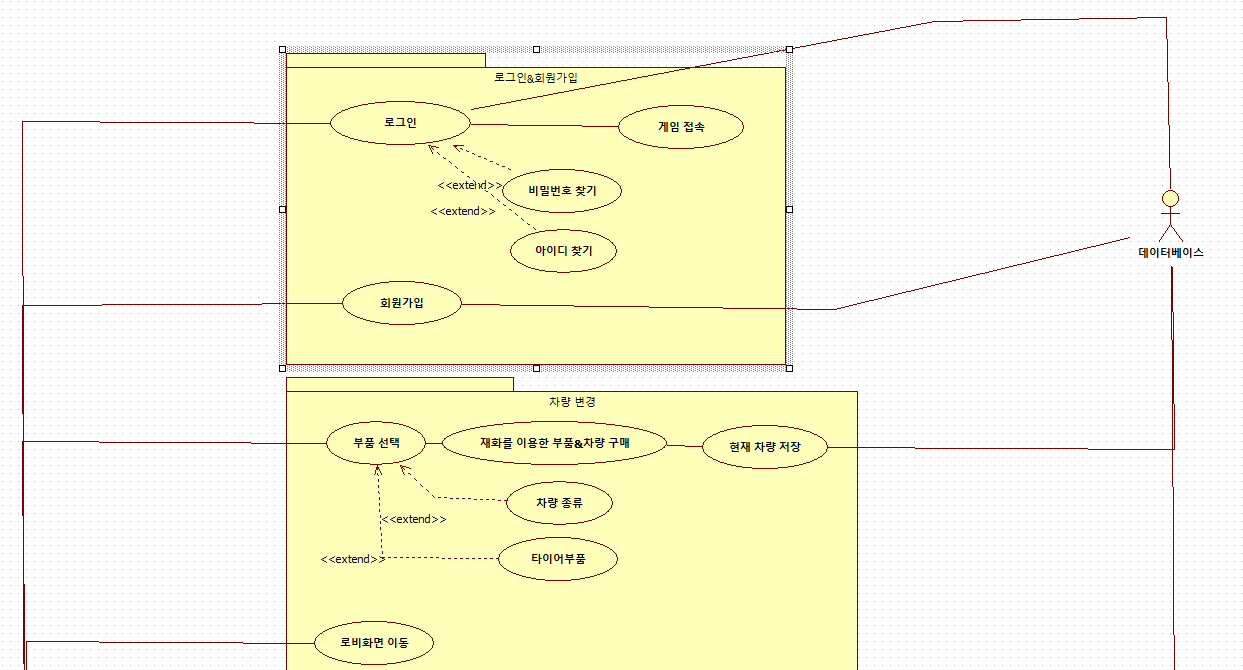 로그인&회원가입
로그인
게임 접속
<<extend>>
비밀번호 찾기
<<extend>>
아이디 찾기
데이터베이스
회원가입
차량 변경
부품 선택
재화를 이용한 부품&차량 구매
현재 차량 저장
차량 종류
<<extend>>
<<extend>>
타이어부품
로비화면 이동